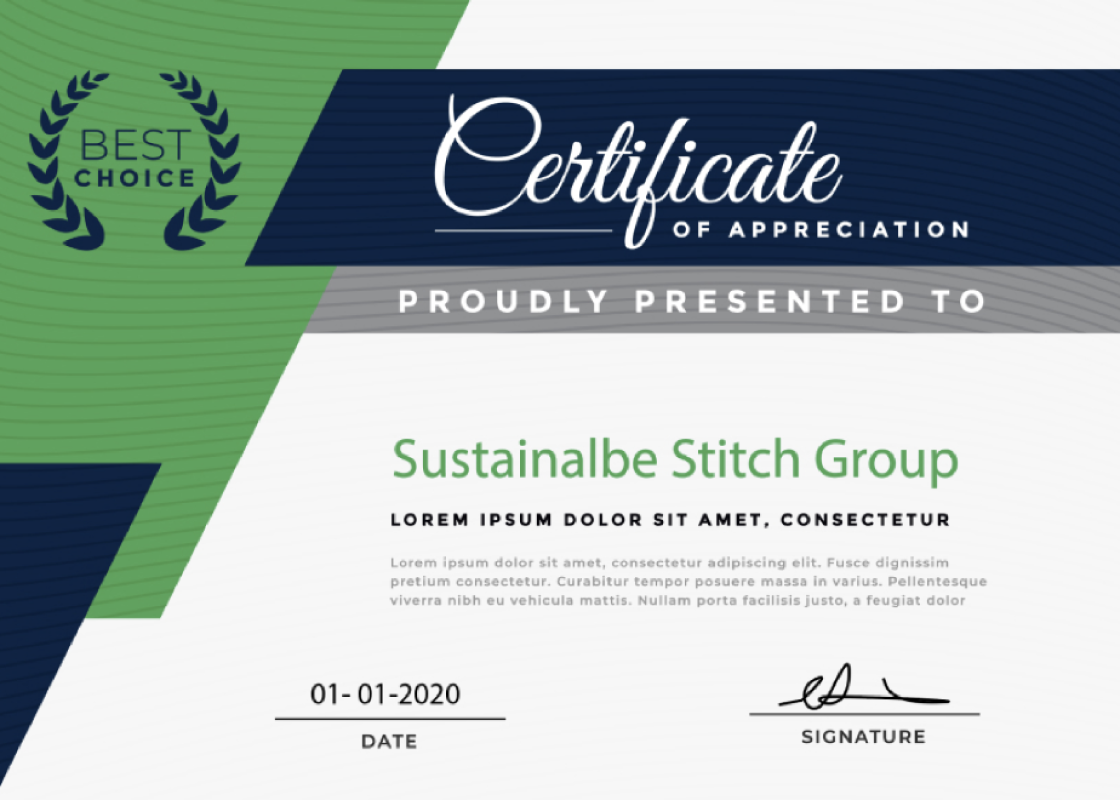 BEST
CHOICE
Certificate
OF APPRECIATION
PROUDLY PRESENTED TO
Sustainalbe Stitch Group
LOREM IPSUM DOLOR SIT AMET, CONSECTETUR
Lorem ipsum dolor sit amet, consectetur adipiscing elit. Fusce dignissim
pretium consectetur. Curabitur tempor posuere massa in varius. Pellentesque
viverra nibh eu vehicula mattis. Nullam porta facilisis justo, a feugiat dolor
01- 01-2020
DATE
SIGNATURE